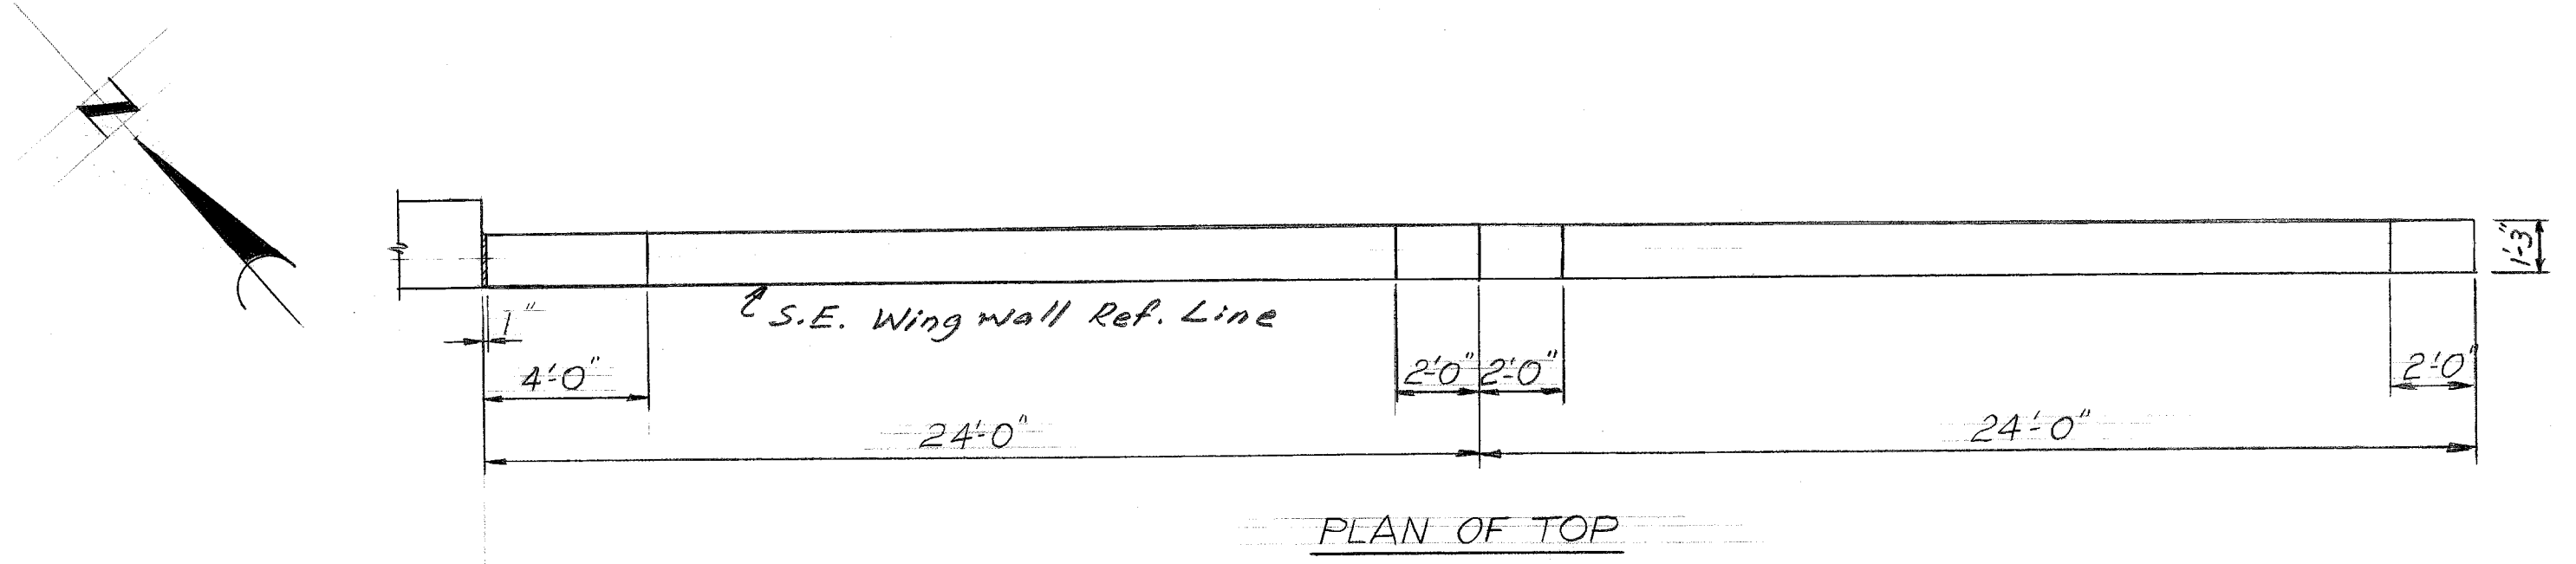 N
1'-3"
S.E. Wing wall Ref. Line
1"
4'-0"
2'-0" 2'-0"
2'-0"
24'-0"
24'-0"
PLAN OF TOP